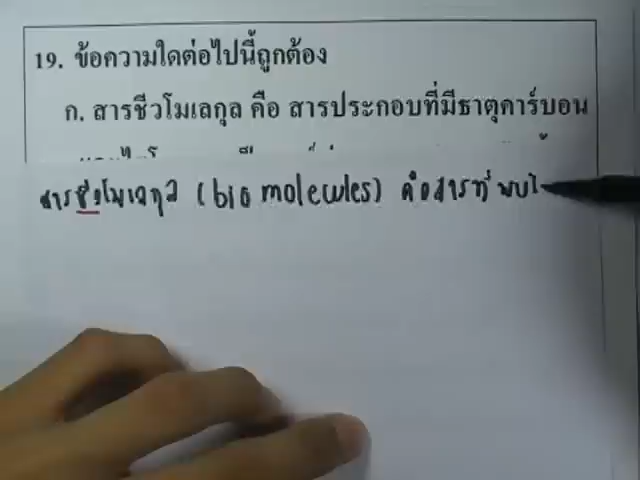 19. ข้อความใดต่อไปนี้ถูกต้อง
ก. สารชีวโมเลกุล คือ สารประกอบที่มีธาตุคาร์บอน
สารชีวโมเลกุล (biomolecules) คือสารที่พบใ